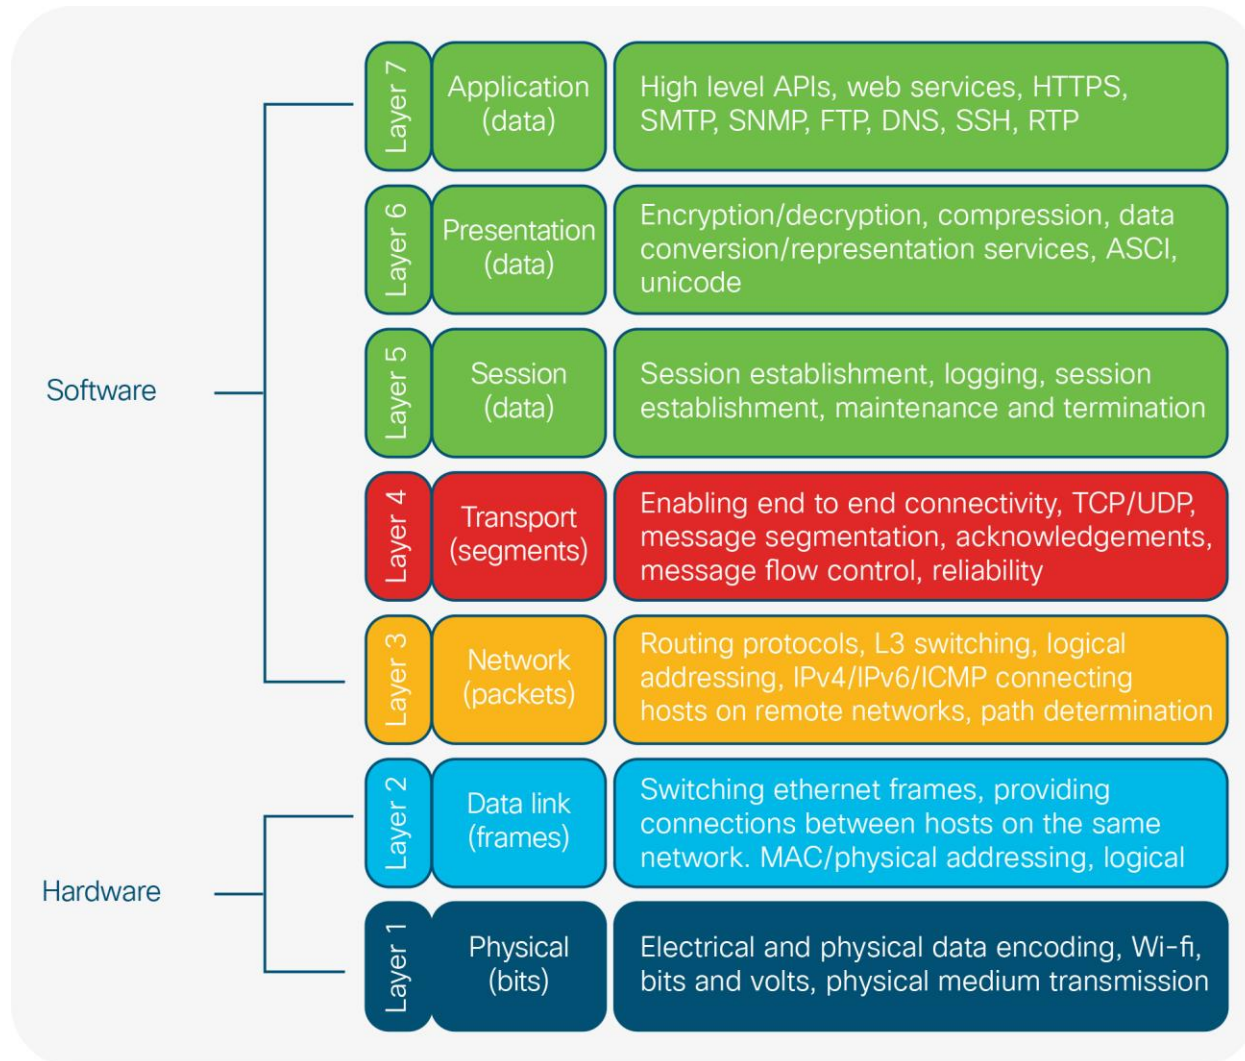 Layer 7
Application
(data)
High level APIs, web services, HTTPS,
SMTP, SNMP, FTP, DNS, SSH, RTP
Layer 6
Presentation
(data)
Encryption/decryption, compression, data
conversion/representation services, ASCI,
unicode
Software
Layer 5
Session
(data)
Session establishment, logging, session
establishment, maintenance and termination
Layer 4
Transport
(segments)
Enabling end to end connectivity, TCP/UDP,
message segmentation, acknowledgements,
message flow control, reliability
Layer 3
Network
(packets)
Routing protocols, L3 switching, logical
addressing, IPv4/IPv6/ICMP connecting
hosts on remote networks, path determination
Hardware
Layer 2
Data link
(frames)
Switching ethernet frames, providing
connections between hosts on the same
network. MAC/physical addressing, logical
Layer 1
Physical
(bits)
Electrical and physical data encoding, Wi-fi,
bits and volts, physical medium transmission